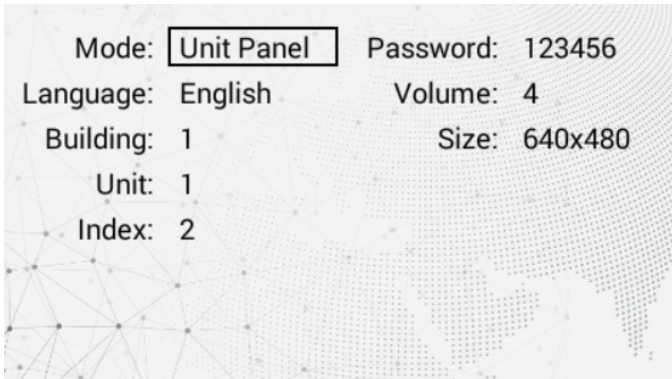 Mode: Unit Panel Password: 123456
Language: English Volume: 4
Building: 1 Size: 640x480
Unit: 1
Index: 2